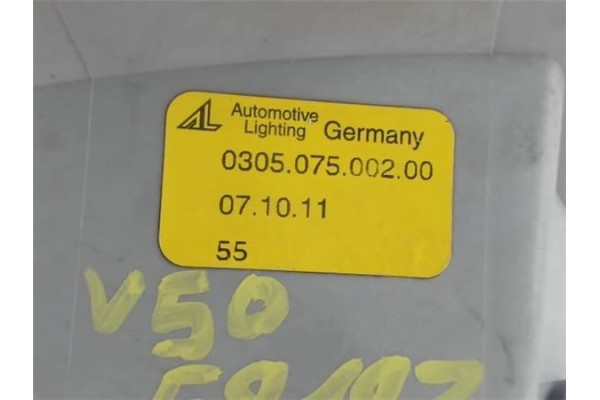 AL Automotive
Lighting Germany
0305.075.002.00
07.10.11
55
V50